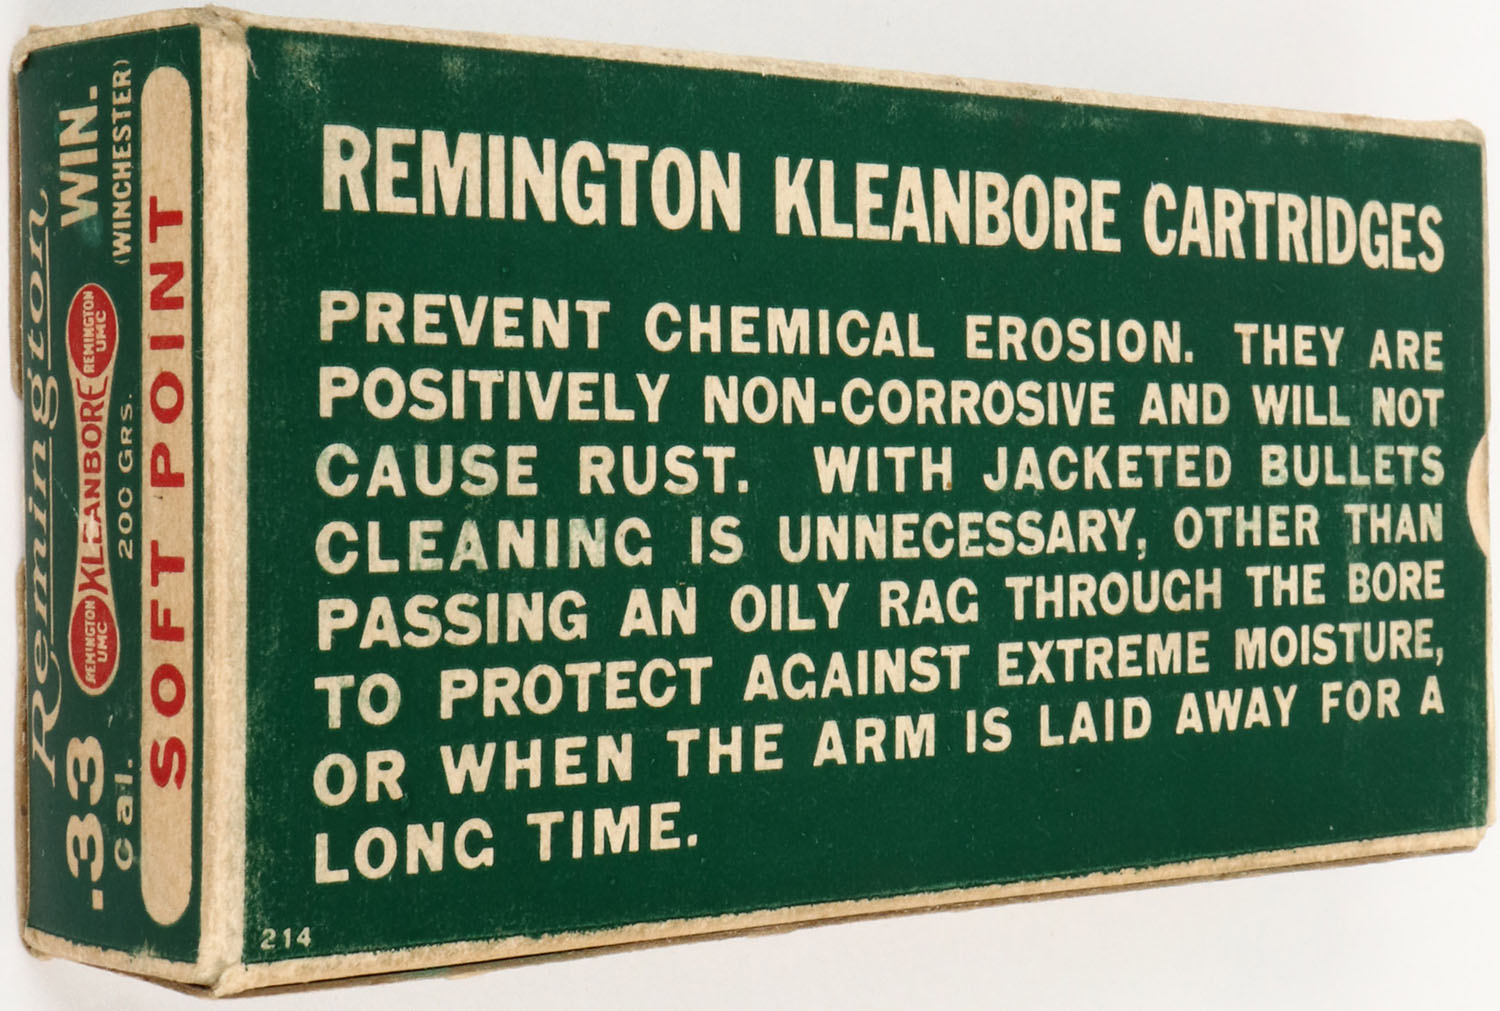 REMINGTON KLEANBORE CARTRIDGES
PREVENT CHEMICAL EROSION. THEY ARE
POSITIVELY NON-CORROSIVE AND WILL NOT
CAUSE RUST. WITH JACKETED BULLETS
CLEANING IS UNNECESSARY, OTHER THAN
PASSING AN OILY RAG THROUGH THE BORE
TO PROTECT AGAINST EXTREME MOISTURE,
OR WHEN THE ARM IS LAID AWAY FOR A
LONG TIME.
214
Remington
.33 WIN.
Cal. (WINCHESTER)
REMINGTON
UMC
KLEANBORE
REMINGTON
UMC
200 GRS.
SOFT POINT